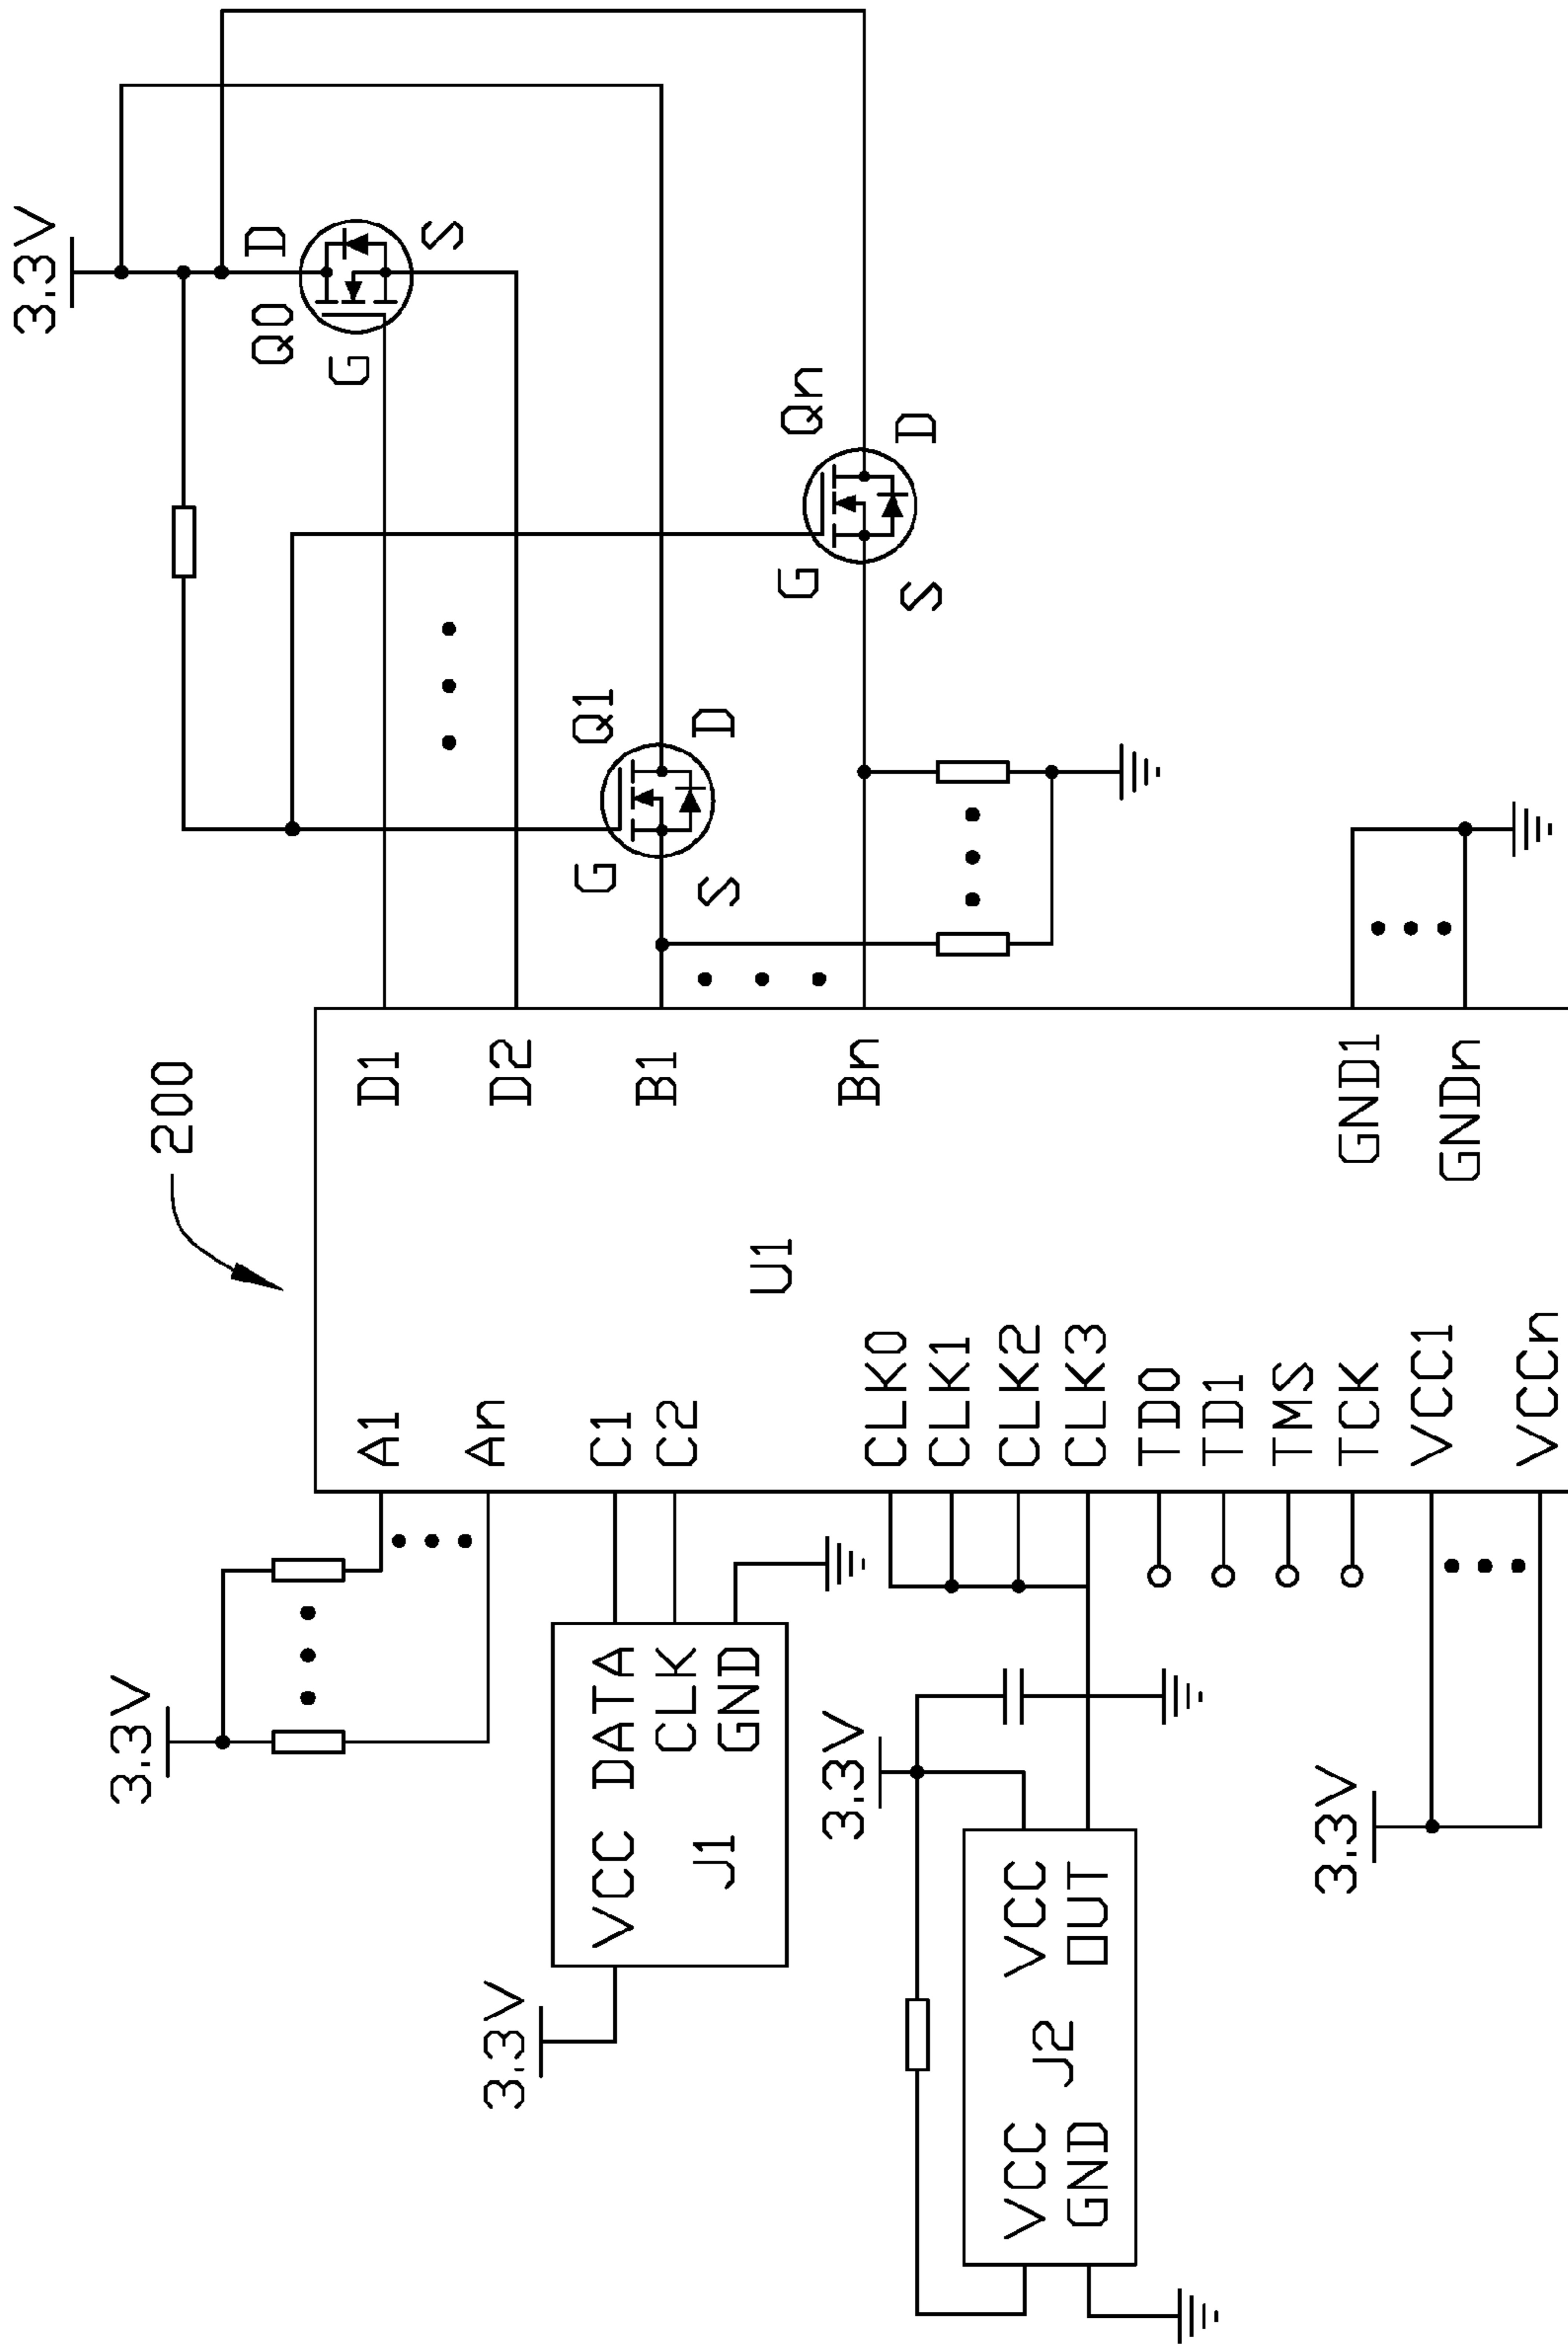 200
3.3V
A1
An
3.3V
VCC
DATA
CLK
GND
J1
C1
C2
3.3V
VCC
VCC
J2
GND
OUT
CLK0
CLK1
CLK2
CLK3
TD0
TD1
TMS
TCK
3.3V
VCC1
VCCn
U1
D1
D2
B1
Bn
GND1
GNDn
3.3V
Q0
D
G
S
Q1
G
D
S
Qn
G
D
S